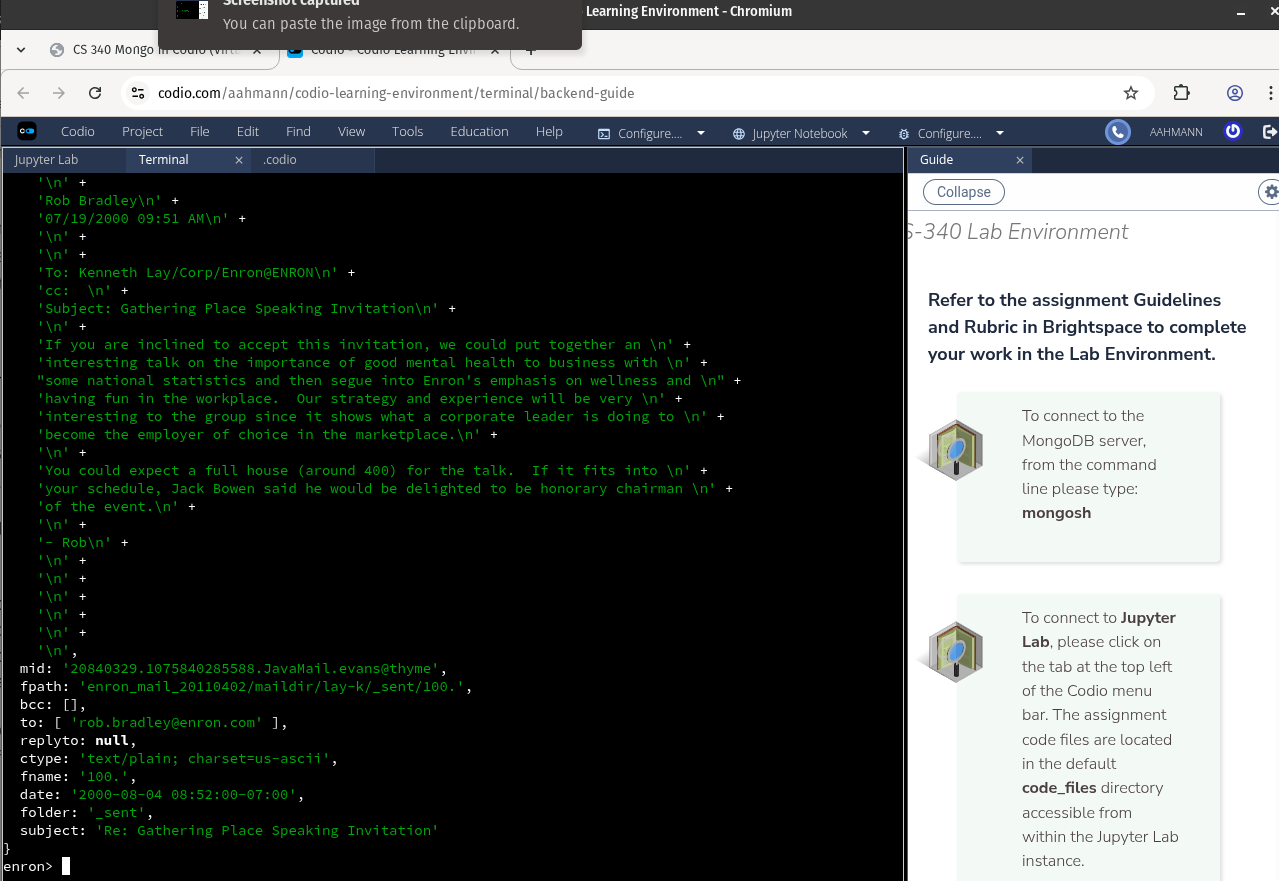 Screenshot captured
You can paste the image from the clipboard.
Learning Environment - Chromium
CS 340 Mongo in Codio (Virt
Codio - Codio Learning Envi
codio.com/aahmann/codio-learning-environment/terminal/backend-guide
Codio Project File Edit Find View Tools Education Help Configure.... Jupyter Notebook Configure.... AAHMANN
Jupyter Lab Terminal .codio Guide
'\n' +
'Rob Bradley\n' +
'07/19/2000 09:51 AM\n' +
'\n' +
'\n' +
'To: Kenneth Lay/Corp/Enron@ENRON\n' +
'cc:  \n' +
'Subject: Gathering Place Speaking Invitation\n' +
'\n' +
'If you are inclined to accept this invitation, we could put together an \n' +
'interesting talk on the importance of good mental health to business with \n' +
"some national statistics and then segue into Enron's emphasis on wellness and \n" +
'having fun in the workplace.  Our strategy and experience will be very \n' +
'interesting to the group since it shows what a corporate leader is doing to \n' +
'become the employer of choice in the marketplace.\n' +
'\n' +
'You could expect a full house (around 400) for the talk.  If it fits into \n' +
'your schedule, Jack Bowen said he would be delighted to be honorary chairman \n' +
'of the event.\n' +
'\n' +
'- Rob\n' +
'\n' +
'\n' +
'\n' +
'\n' +
'\n' +
'\n',
mid: '20840329.1075840285588.JavaMail.evans@thyme',
fpath: 'enron_mail_20110402/maildir/lay-k/_sent/100.',
bcc: [],
to: [ 'rob.bradley@enron.com' ],
replyto: null,
ctype: 'text/plain; charset=us-ascii',
fname: '100.',
date: '2000-08-04 08:52:00-07:00',
folder: '_sent',
subject: 'Re: Gathering Place Speaking Invitation'
}
enron>
Collapse
S-340 Lab Environment
Refer to the assignment Guidelines
and Rubric in Brightspace to complete
your work in the Lab Environment.
To connect to the
MongoDB server,
from the command
line please type:
mongosh
To connect to Jupyter
Lab, please click on
the tab at the top left
of the Codio menu
bar. The assignment
code files are located
in the default
code_files directory
accessible from
within the Jupyter Lab
instance.